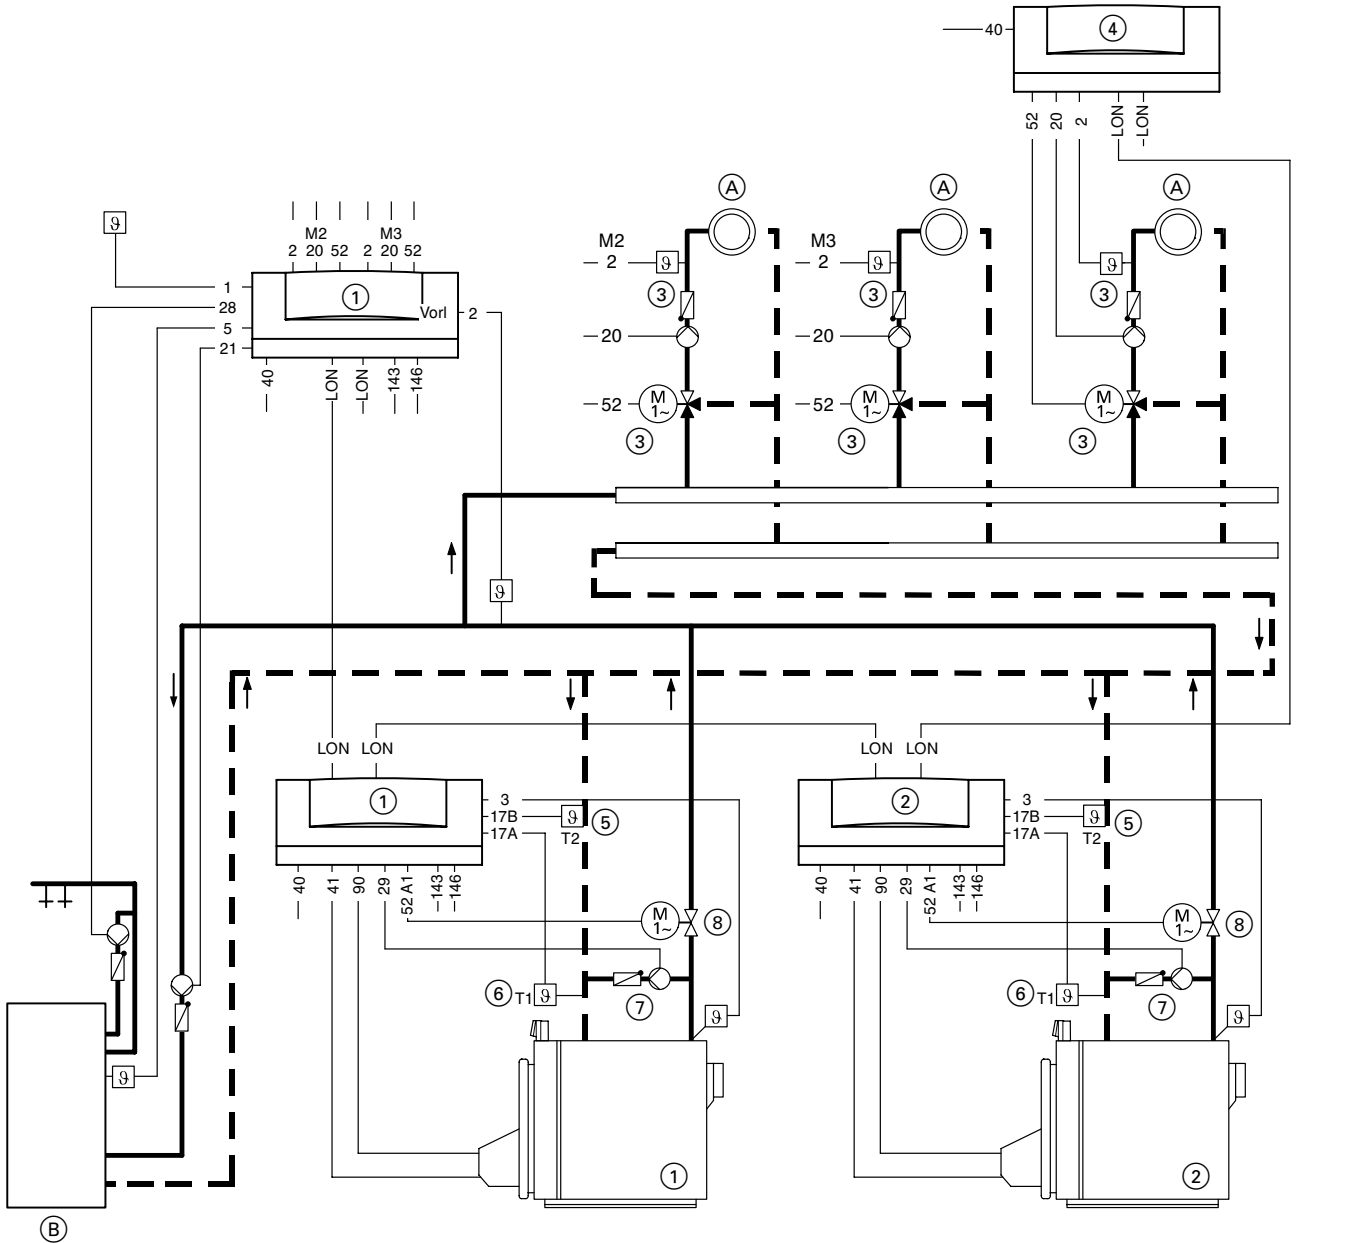 40
4
52 20 2 LON LON
A A A
ϑ
M2 M3
2 20 52 2 20 52
1
1
28
5
21
Vorl
2
40 LON LON 143 146
M2
2 ϑ
3
20
52 M 1~
3
M3
2 ϑ
3
20
52 M 1~
3
ϑ
3
M 1~
3
ϑ
LON LON
1
3
17B
17A
ϑ
T2
5
40 41 90 29 52 A1 143 146
M 1~
8
6 T1 ϑ
7
ϑ
1
LON LON
2
3
17B
17A
ϑ
T2
5
40 41 90 29 52 A1 143 146
M 1~
8
6 T1 ϑ
7
ϑ
2
ϑ
B